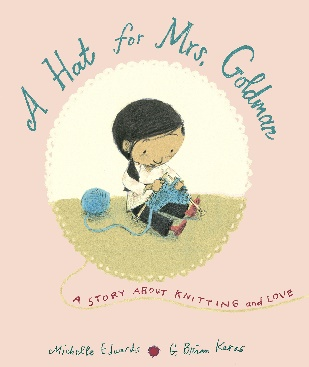 A Hat for Mrs. Goldman
A STORY ABOUT KNITTING and LOVE
Michelle Edwards G Brian Karas